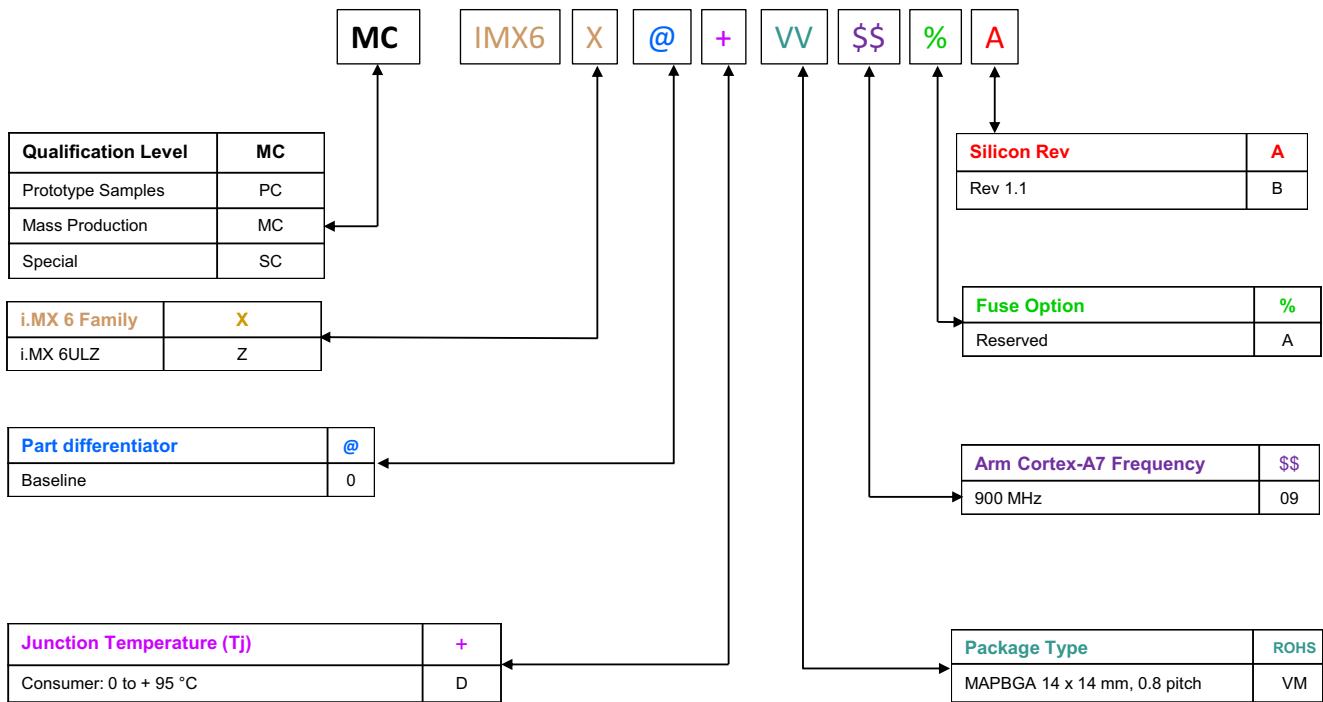 MC IMX6 X @ + VV $$ % A
Qualification Level MC
Prototype Samples PC
Mass Production MC
Special SC
Silicon Rev A
Rev 1.1 B
i.MX 6 Family X
i.MX 6ULZ Z
Fuse Option %
Reserved A
Part differentiator @
Baseline 0
Arm Cortex-A7 Frequency $$
900 MHz 09
Junction Temperature (Tj) +
Consumer: 0 to + 95 °C D
Package Type ROHS
MAPBGA 14 x 14 mm, 0.8 pitch VM